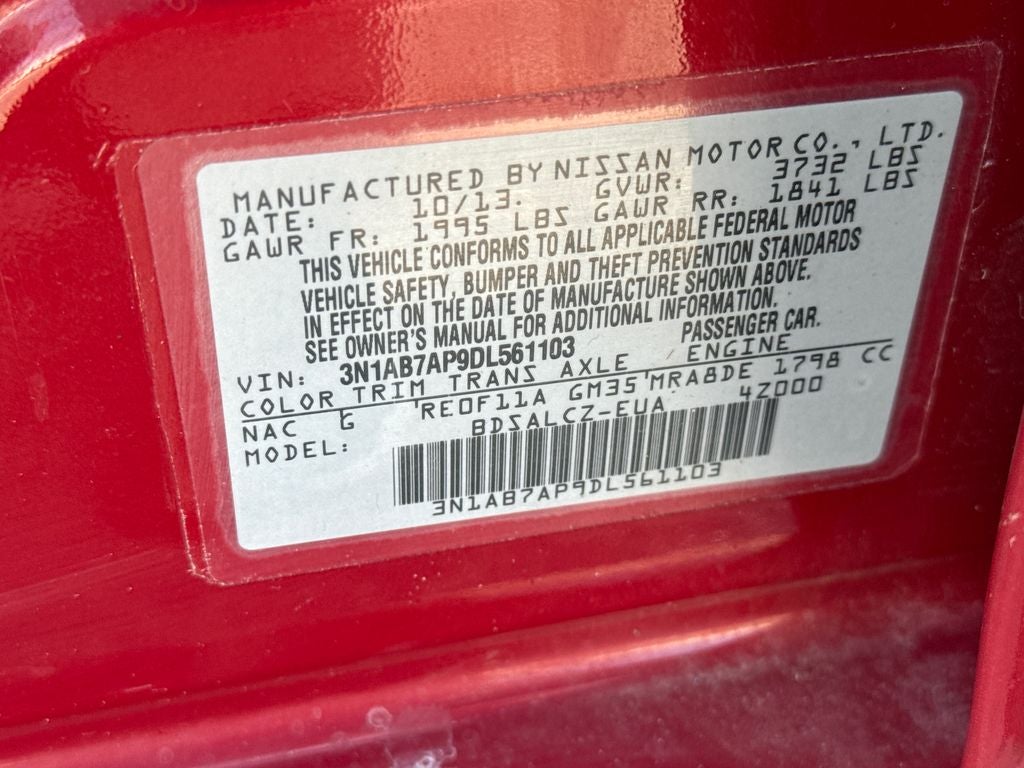 MANUFACTURED BY NISSAN MOTOR CO., LTD.
DATE: 10/13. GVWR: 3732 LBS
GAWR FR: 1995 LBS GAWR RR: 1841 LBS
THIS VEHICLE CONFORMS TO ALL APPLICABLE FEDERAL MOTOR
VEHICLE SAFETY, BUMPER AND THEFT PREVENTION STANDARDS
IN EFFECT ON THE DATE OF MANUFACTURE SHOWN ABOVE.
SEE OWNER'S MANUAL FOR ADDITIONAL INFORMATION.
VIN: 3N1AB7AP9DL561103 PASSENGER CAR.
COLOR TRIM TRANS AXLE ENGINE
NAC G 'RE0F11A GM35'MRA8DE 1798 CC
MODEL: BDSALCZ-EUA 4Z000
3N1AB7AP9DL561103